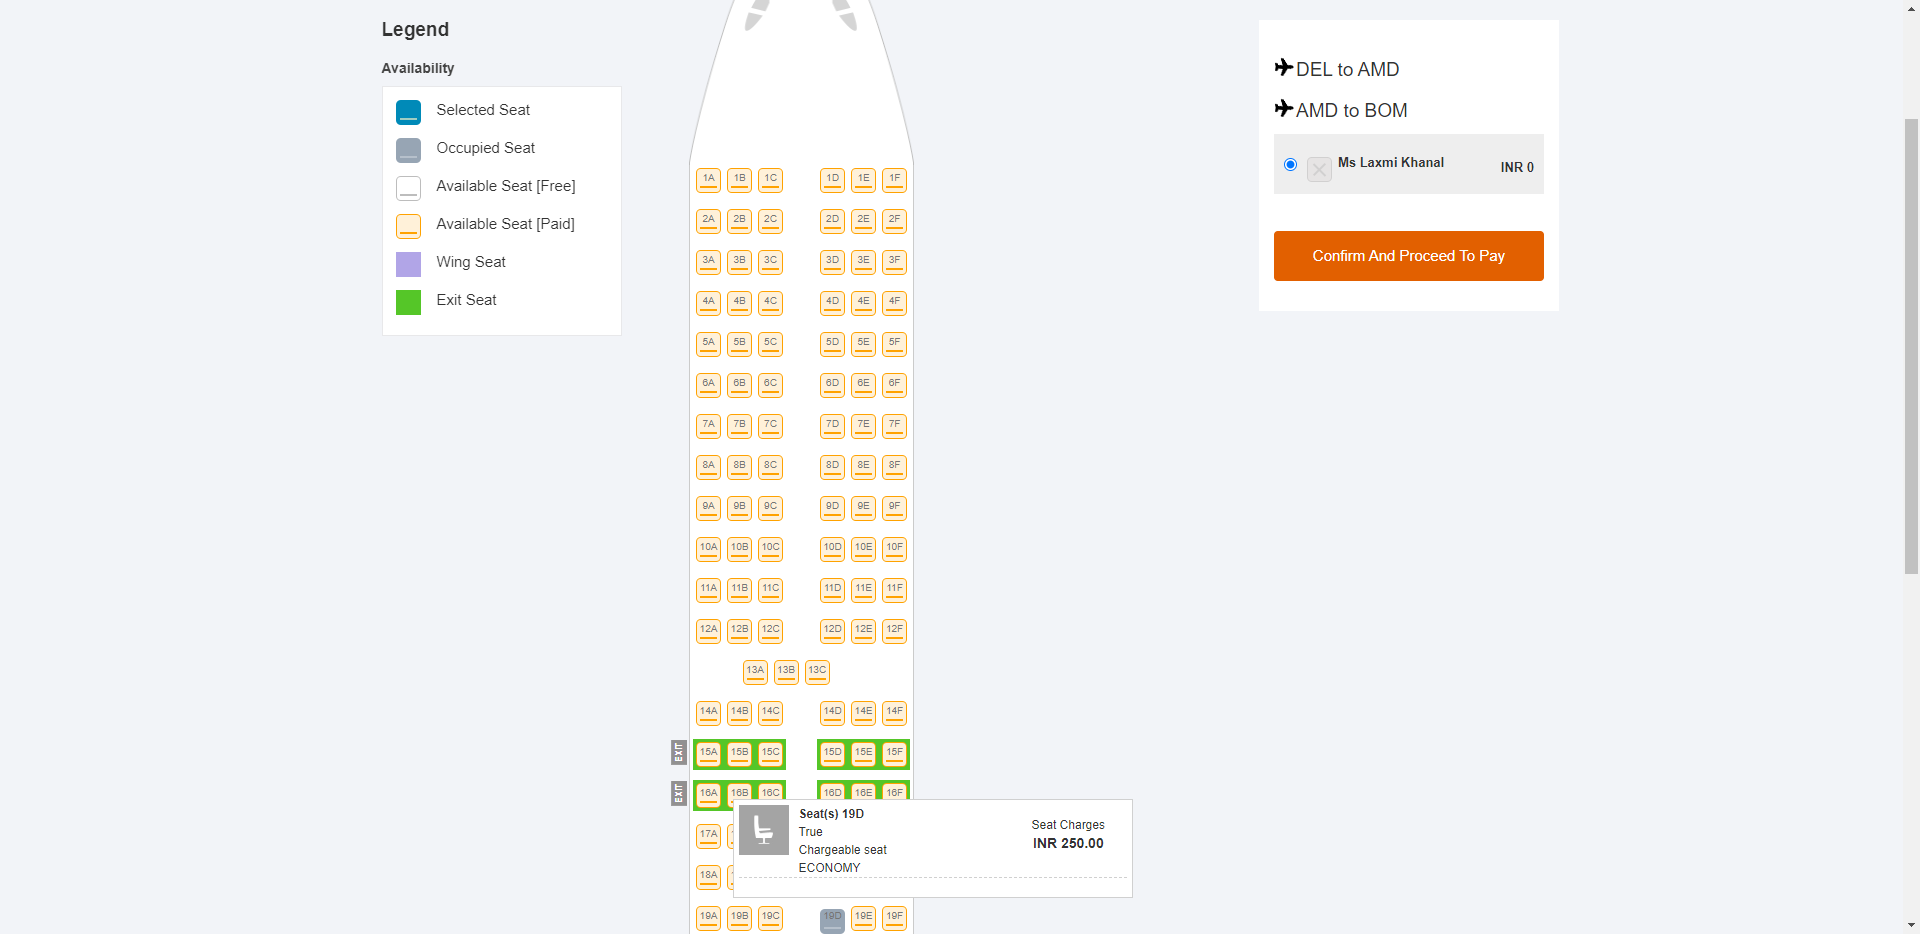 Legend
Availability
Selected Seat
Occupied Seat
Available Seat [Free]
Available Seat [Paid]
Wing Seat
Exit Seat
1A 1B 1C 1D 1E 1F
2A 2B 2C 2D 2E 2F
3A 3B 3C 3D 3E 3F
4A 4B 4C 4D 4E 4F
5A 5B 5C 5D 5E 5F
6A 6B 6C 6D 6E 6F
7A 7B 7C 7D 7E 7F
8A 8B 8C 8D 8E 8F
9A 9B 9C 9D 9E 9F
10A 10B 10C 10D 10E 10F
11A 11B 11C 11D 11E 11F
12A 12B 12C 12D 12E 12F
13A 13B 13C
14A 14B 14C 14D 14E 14F
EXIT 15A 15B 15C 15D 15E 15F
EXIT 16A 16B 16C 16D 16E 16F
17A
18A
19A 19B 19C 19D 19E 19F
Seat(s) 19D
True
Chargeable seat
ECONOMY
Seat Charges
INR 250.00
DEL to AMD
AMD to BOM
Ms Laxmi Khanal INR 0
Confirm And Proceed To Pay